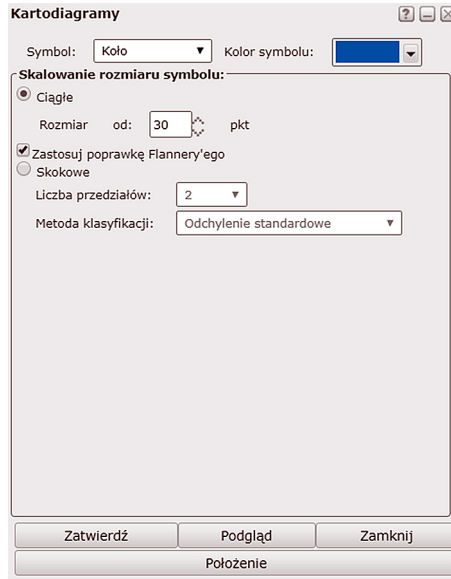 Kartodiagramy
Symbol: Koło Kolor symbolu:
Skalowanie rozmiaru symbolu:
Ciągłe
Rozmiar od: 30 pkt
Zastosuj poprawkę Flannery'ego
Skokowe
Liczba przedziałów: 2
Metoda klasyfikacji: Odchylenie standardowe
Zatwierdź Podgląd Zamknij
Położenie